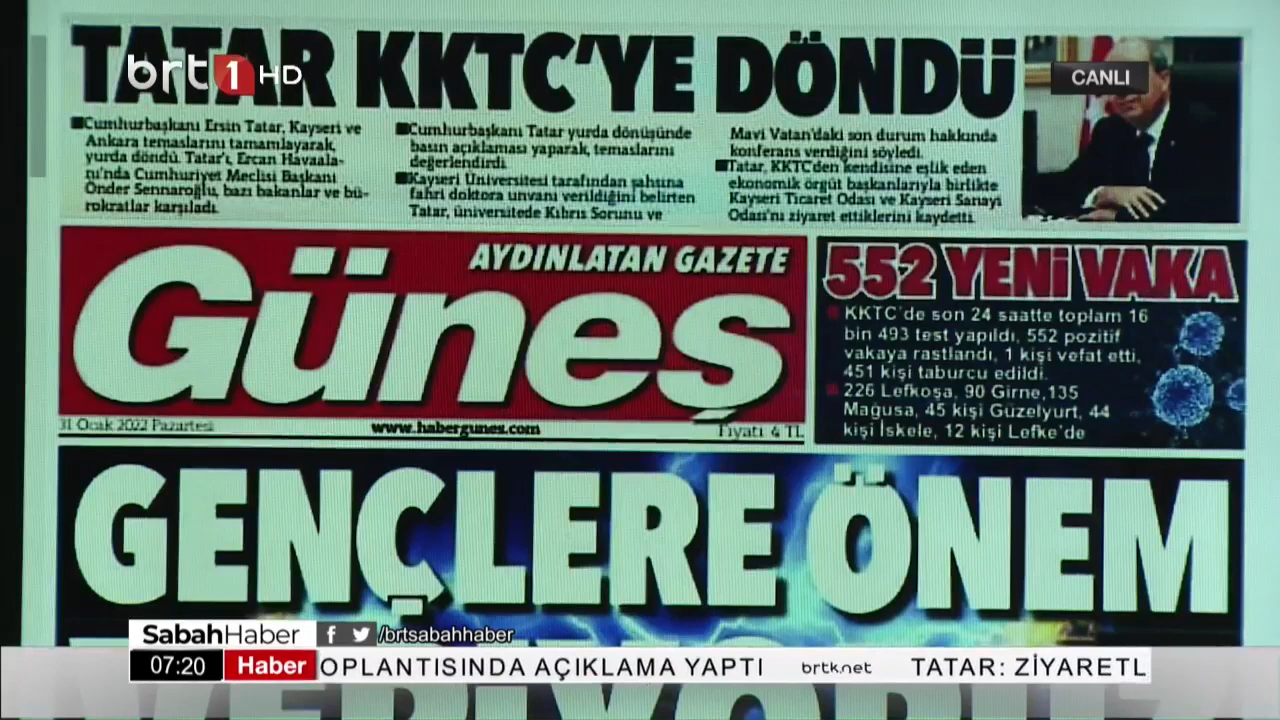 TATAR KKTC'YE DÖNDÜ
brt 1 HD
CANLI
Cumhurbaşkanı Ersin Tatar, Kayseri ve
Ankara temaslarını tamamlayarak,
yurda döndü. Tatar'ı, Ercan Havaala-
nı'nda Cumhuriyet Meclisi Başkanı
Önder Sennaroğlu, bazı bakanlar ve bü-
rokratlar karşıladı.
Cumhurbaşkanı Tatar yurda dönüşünde
basın açıklaması yaparak, temaslarını
değerlendirdi.
Kayseri Üniversitesi tarafından şahsına
fahri doktora unvanı verildiğini belirten
Tatar, üniversitede Kıbrıs Sorunu ve
Mavi Vatan'daki son durum hakkında
konferans verdiğini söyledi.
Tatar, KKTC'den kendisine eşlik eden
ekonomik örgüt başkanlarıyla birlikte
Kayseri Ticaret Odası ve Kayseri Sanayi
Odası'nı ziyaret ettiklerini kaydetti.
AYDINLATAN GAZETE
Güneş
31 Ocak 2022 Pazartesi
www.habergunes.com
Fiyatı 4 TL
552 YENİ VAKA
KKTC'de son 24 saatte toplam 16
bin 493 test yapıldı, 552 pozitif
vakaya rastlandı, 1 kişi vefat etti,
451 kişi taburcu edildi.
226 Lefkoşa, 90 Girne,135
Mağusa, 45 kişi Güzelyurt, 44
kişi İskele, 12 kişi Lefke'de
GENÇLERE ÖNEM
VERİYORUZ
SabahHaber
/brtsabahhaber
07:20
Haber
OPLANTISINDA AÇIKLAMA YAPTI
brtk.net
TATAR: ZİYARETL